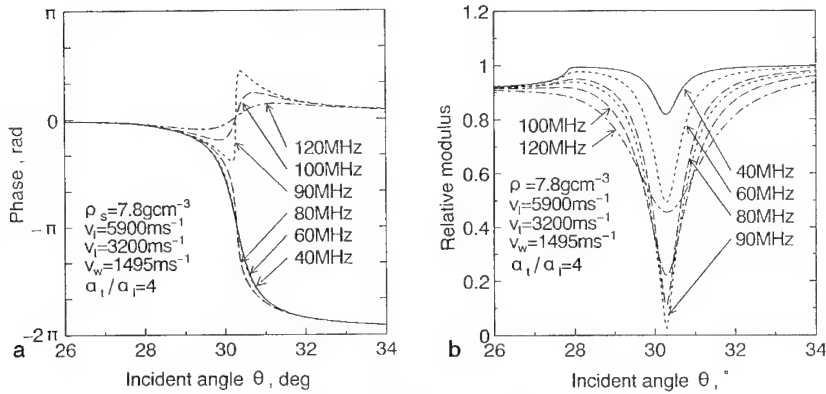 π
0
-π
-2π
Phase , rad
120MHz
100MHz
90MHz
80MHz
60MHz
40MHz
ρs=7.8gcm-3
vl=5900ms-1
vl=3200ms-1
vw=1495ms-1
αt/αl=4
26 28 30 32 34
Incident angle θ , deg
a
1.2
1
0.8
0.6
0.4
0.2
0
Relative modulus
100MHz
120MHz
40MHz
60MHz
80MHz
90MHz
ρ=7.8gcm-3
vl=5900ms-1
vl=3200ms-1
vw=1495ms-1
αt/αl=4
26 28 30 32 34
Incident angle θ , °
b